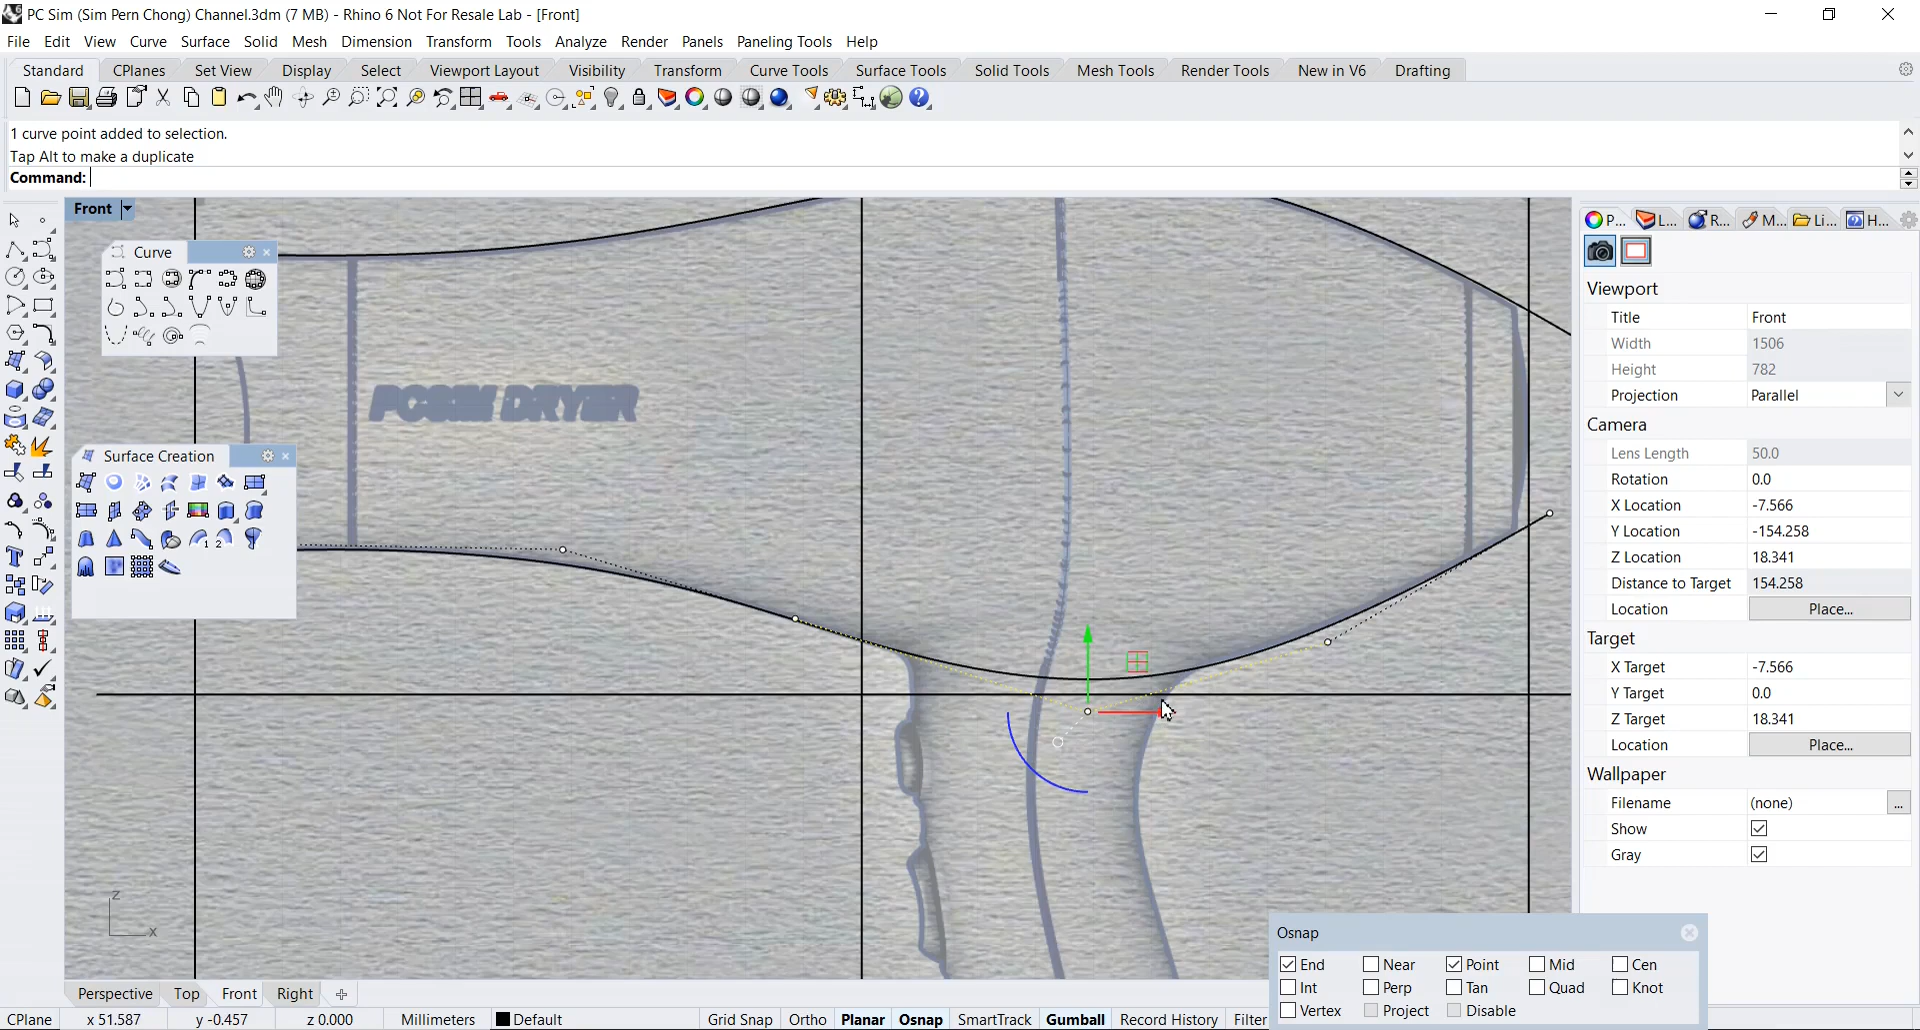 PC Sim (Sim Pern Chong) Channel.3dm (7 MB) - Rhino 6 Not For Resale Lab - [Front]
File Edit View Curve Surface Solid Mesh Dimension Transform Tools Analyze Render Panels Paneling Tools Help
Standard CPlanes Set View Display Select Viewport Layout Visibility Transform Curve Tools Surface Tools Solid Tools Mesh Tools Render Tools New in V6 Drafting
1 curve point added to selection.
Tap Alt to make a duplicate
Command:
Front
P... L... R... M... Li... H...
Curve
Viewport
Title Front
Width 1506
Height 782
Projection Parallel
Camera
Lens Length 50.0
Rotation 0.0
X Location -7.566
Y Location -154.258
Z Location 18.341
Distance to Target 154.258
Location Place...
Target
X Target -7.566
Y Target 0.0
Z Target 18.341
Location Place...
Wallpaper
Filename (none) ...
Show
Gray
DRYER
Surface Creation
1 2
z
x
Osnap
End Near Point Mid Cen
Int Perp Tan Quad Knot
Vertex Project Disable
Perspective Top Front Right
CPlane x 51.587 y -0.457 z 0.000 Millimeters Default Grid Snap Ortho Planar Osnap SmartTrack Gumball Record History Filter